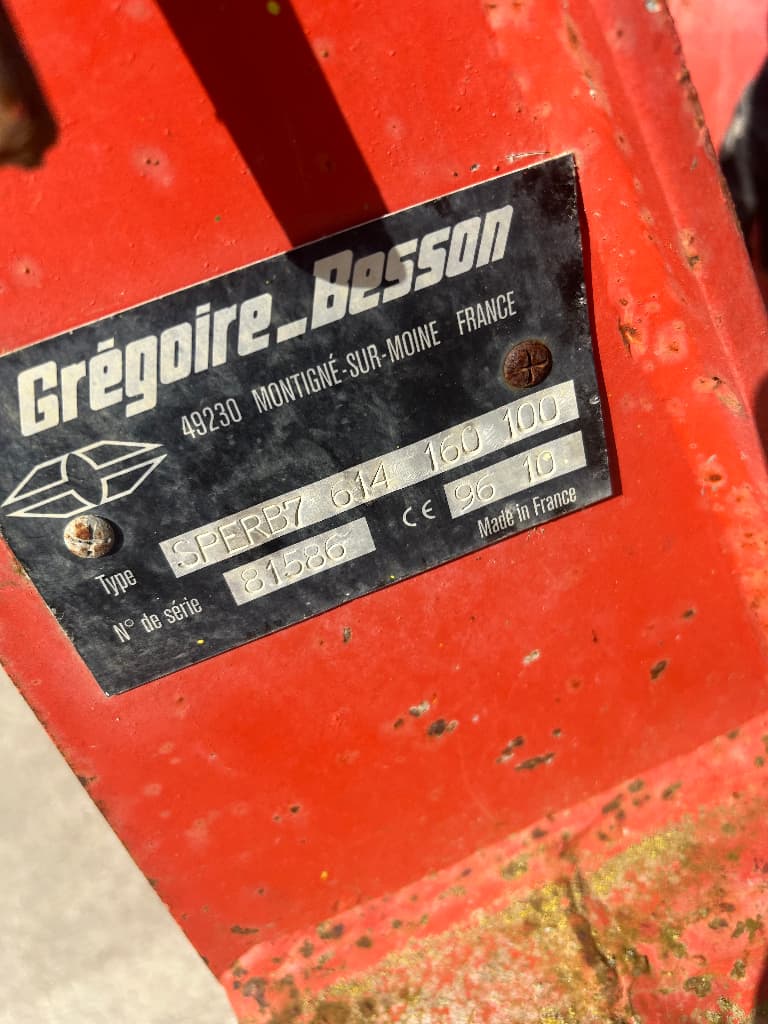 Grégoire_Besson
49230 MONTIGNÉ-SUR-MOINE FRANCE
Type SPERB7 614 160 100
N° de série 81586 CE 96 10
Made in France